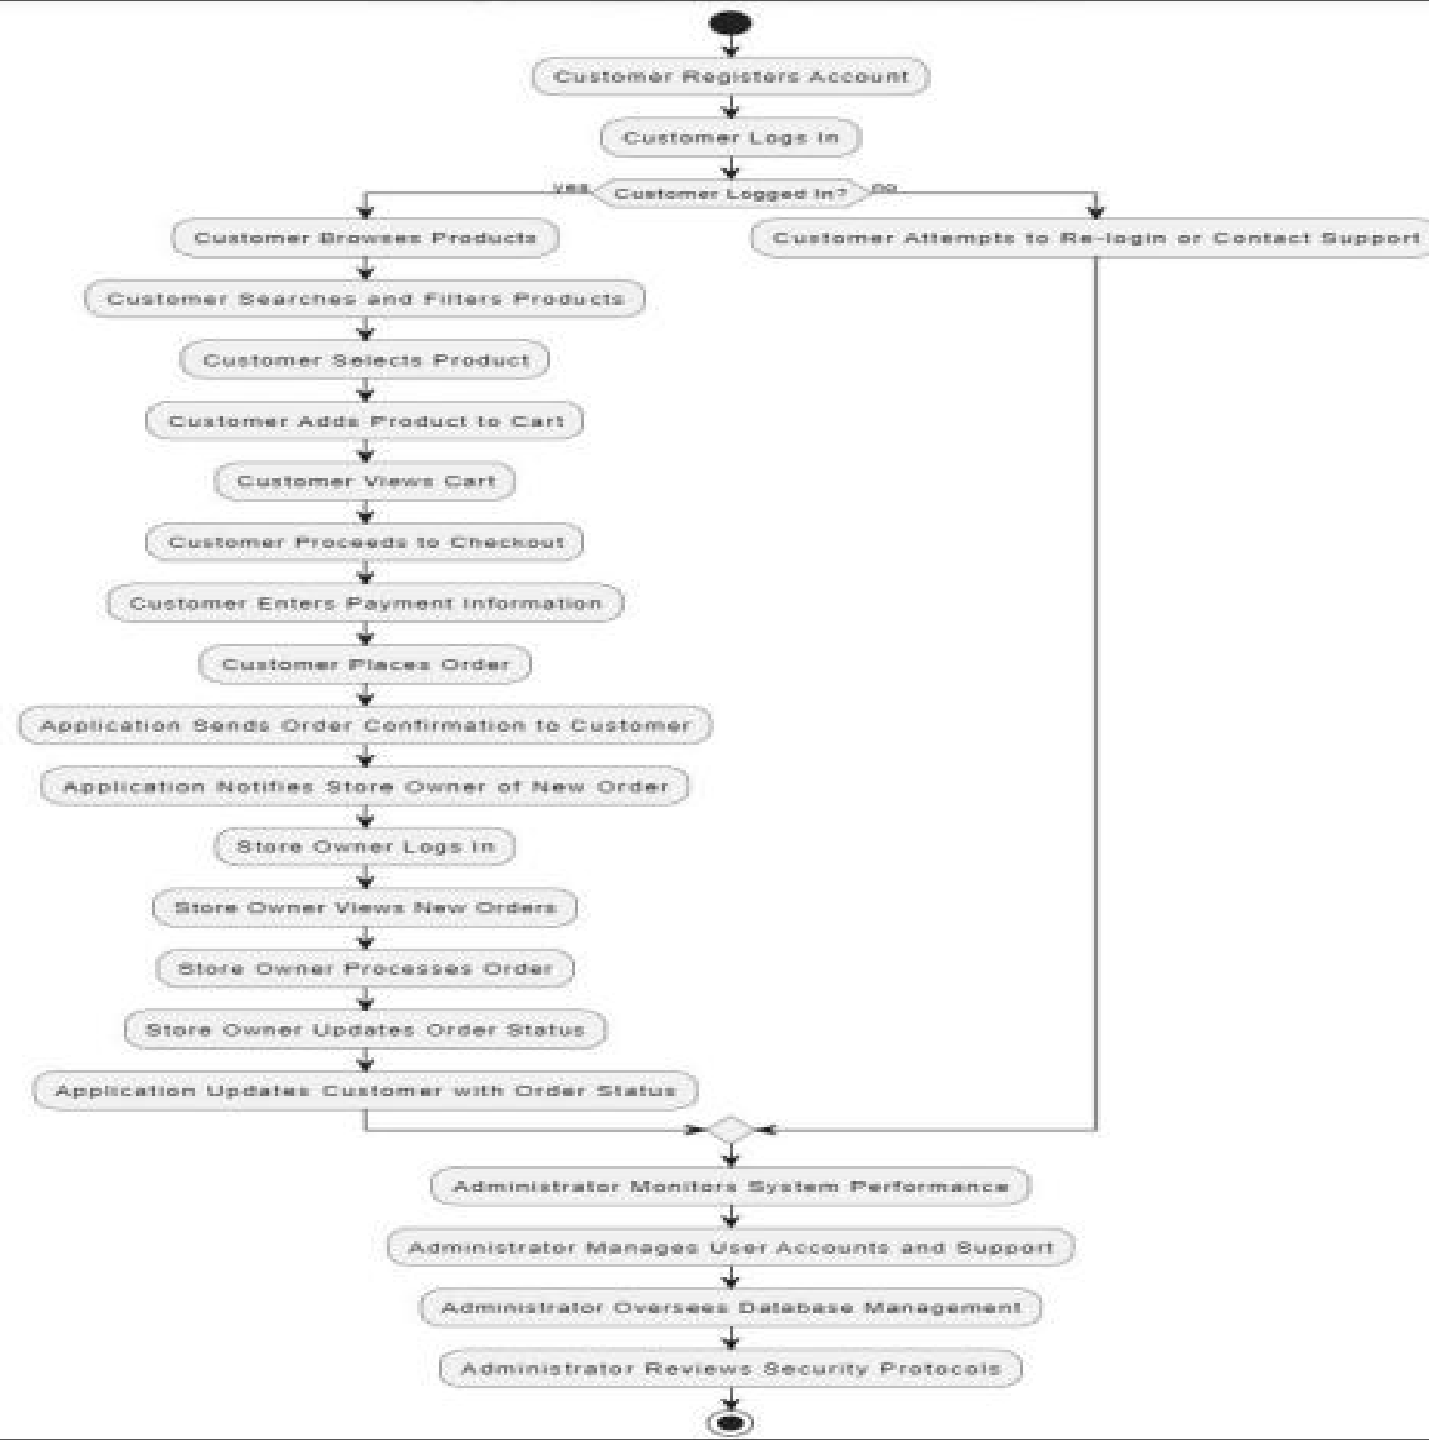 Customer Registers Account
Customer Logs In
yes
Customer Logged In?
no
Customer Browses Products
Customer Attempts to Re-login or Contact Support
Customer Searches and Filters Products
Customer Selects Product
Customer Adds Product to Cart
Customer Views Cart
Customer Proceeds to Checkout
Customer Enters Payment Information
Customer Places Order
Application Sends Order Confirmation to Customer
Application Notifies Store Owner of New Order
Store Owner Logs In
Store Owner Views New Orders
Store Owner Processes Order
Store Owner Updates Order Status
Application Updates Customer with Order Status
Administrator Monitors System Performance
Administrator Manages User Accounts and Support
Administrator Oversees Database Management
Administrator Reviews Security Protocols